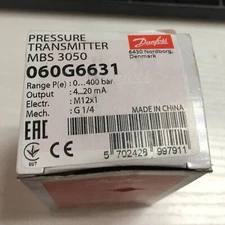 PRESSURE
TRANSMITTER
MBS 3050
Danfoss
6430 Nordborg,
Denmark
060G6631
Range P(e) : 0...400 bar
Output : 4...20 mA
Electr. : M12x1
Mech. : G 1/4
MADE IN CHINA
EAC
5 702428 997911